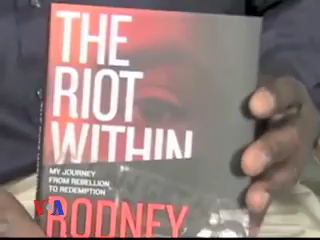 THE
RIOT
WITHIN
MY JOURNEY
FROM REBELLION
TO REDEMPTION
VOA
RODNEY